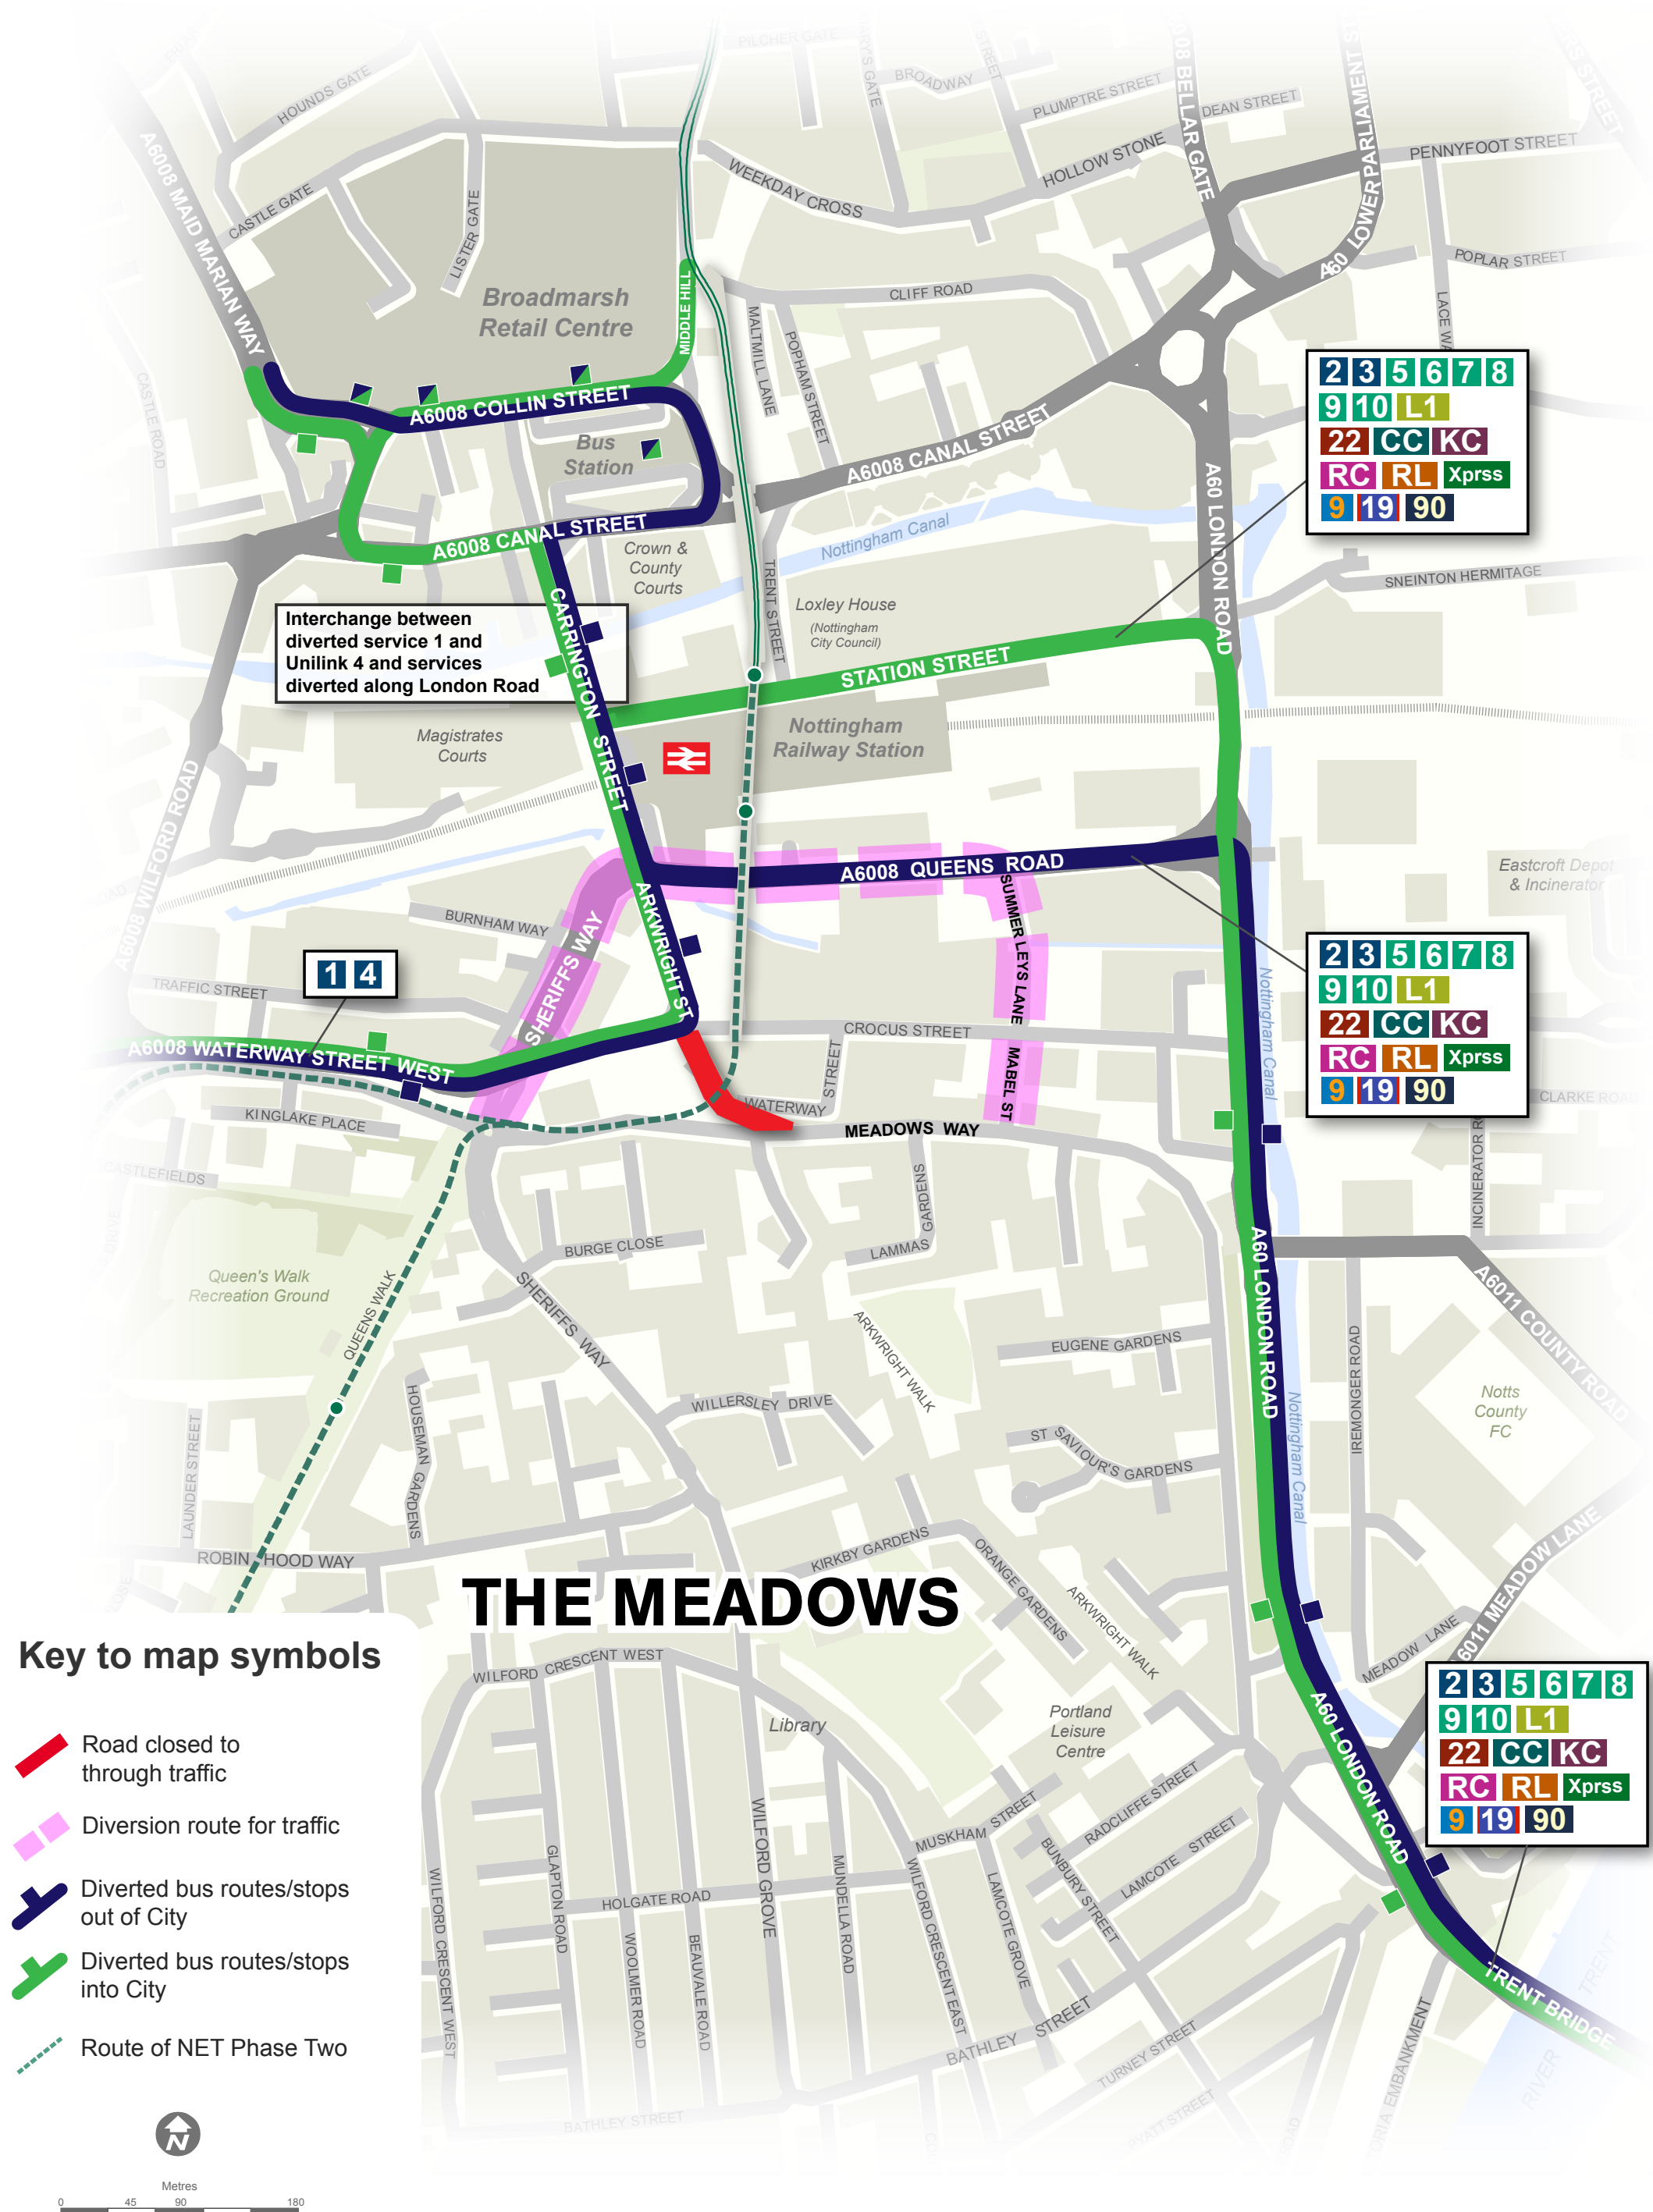 PILCHER GATE
BROADWAY
PLUMPTRE STREET
DEAN STREET
HOUNDS GATE
A6008 MAID MARIAN WAY
CASTLE GATE
LISTER GATE
WEEKDAY CROSS
HOLLOW STONE
BELLAR GATE
A60 LOWER PARLIAMENT
PENNYFOOT STREET
POPLAR STREET
Broadmarsh
Retail Centre
MIDDLE HILL
CLIFF ROAD
MALTMILL LANE
POPHAM STREET
CASTLE ROAD
A6008 COLLIN STREET
Bus
Station
A6008 CANAL STREET
A6008 CANAL STREET
A60 LONDON ROAD
2 3 5 6 7 8
9 10 L1
22 CC KC
RC RL Xprss
9 19 90
Crown &
County
Courts
Nottingham Canal
TRENT STREET
Loxley House
(Nottingham
City Council)
SNEINTON HERMITAGE
Interchange between
diverted service 1 and
Unilink 4 and services
diverted along London Road
CARRINGTON STREET
STATION STREET
Magistrates
Courts
Nottingham
Railway Station
A6008 WILFORD ROAD
A6008 QUEENS ROAD
Eastcroft Depot
& Incinerator
BURNHAM WAY
SHERIFFS WAY
ARKWRIGHT ST
SUMMER LEYS LANE
2 3 5 6 7 8
9 10 L1
22 CC KC
RC RL Xprss
9 19 90
1 4
TRAFFIC STREET
A6008 WATERWAY STREET WEST
CROCUS STREET
WATERWAY STREET
MABEL ST
Nottingham Canal
CLARKE ROAD
KINGLAKE PLACE
MEADOWS WAY
INCINERATOR R
BURGE CLOSE
LAMMAS GARDENS
A60 LONDON ROAD
A6011 COUNTY ROAD
Queen's Walk
Recreation Ground
QUEENS WALK
SHERIFFS WAY
ARKWRIGHT WALK
EUGENE GARDENS
IREMONGER ROAD
Notts
County
FC
HOUSEMAN GARDENS
WILLERSLEY DRIVE
ST SAVIOUR'S GARDENS
Nottingham Canal
LAUNDER STREET
ROBIN HOOD WAY
KIRKBY GARDENS
ORANGE GARDENS
ARKWRIGHT WALK
6011 MEADOW LANE
MEADOW LANE
THE MEADOWS
WILFORD CRESCENT WEST
Library
Portland
Leisure
Centre
A60 LONDON ROAD
2 3 5 6 7 8
9 10 L1
22 CC KC
RC RL Xprss
9 19 90
MUSKHAM STREET
RADCLIFFE STREET
LAMCOTE STREET
BUNBURY STREET
WILFORD CRESCENT WEST
GLAPTON ROAD
HOLGATE ROAD
WOOLMER ROAD
BEAUVALE ROAD
WILFORD GROVE
MUNDELLA ROAD
WILFORD CRESCENT EAST
LAMCOTE GROVE
BATHLEY STREET
TURNEY STREET
TRENT BRIDGE
RIVER TRENT
BATHLEY STREET
Key to map symbols
Road closed to
through traffic
Diversion route for traffic
Diverted bus routes/stops
out of City
Diverted bus routes/stops
into City
Route of NET Phase Two
N
Metres
0 45 90 180